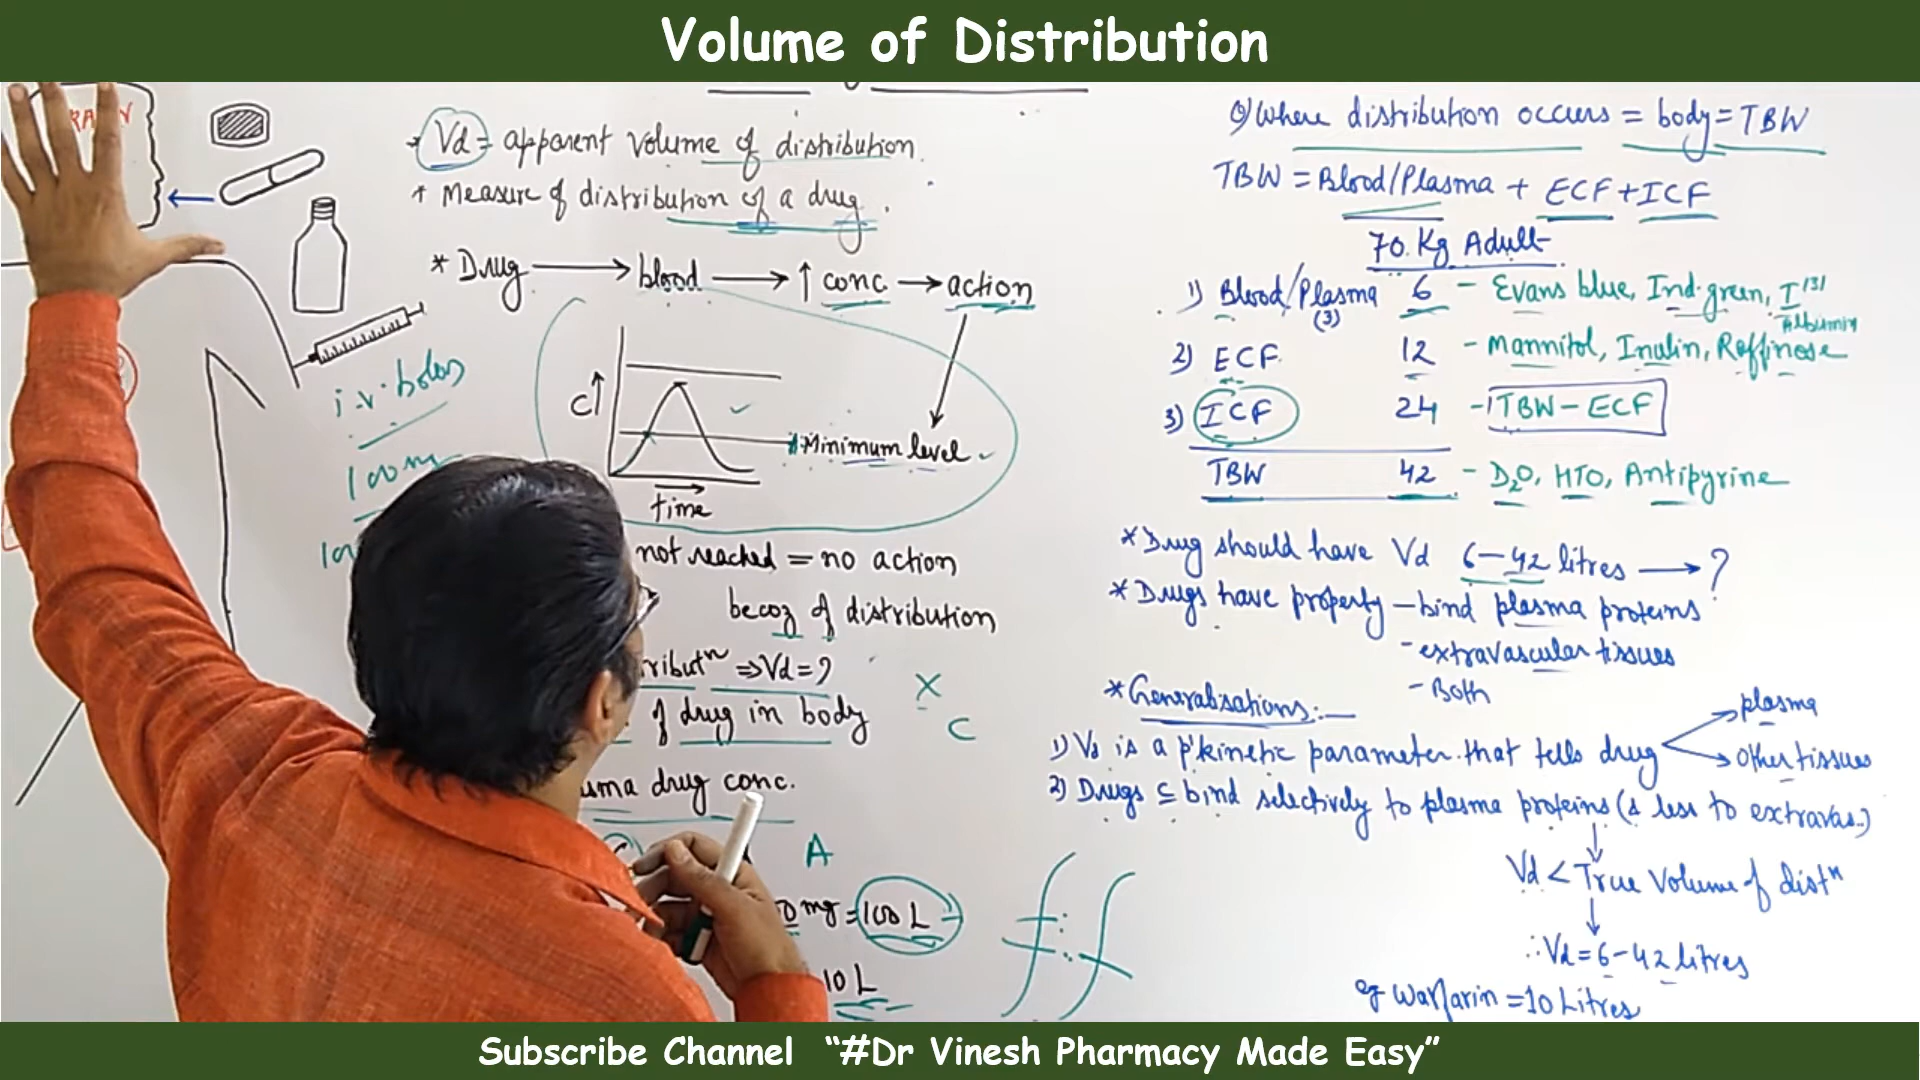 Volume of Distribution
Vd = apparent volume of distribution.
* Measure of distribution of a drug.
* Drug → blood → ↑ conc → action
i.v. bolus
100mg
C↑
Minimum level
time
not reached = no action
becoz of distribution
⇒ Vd = ?
of drug in body
X
C
drug conc.
A
mg = 100 L
10 L
Q) Where distribution occurs = body = TBW
TBW = Blood/Plasma + ECF + ICF
70 Kg Adult
1) Blood/Plasma 6 - Evans blue, Ind. green, I131
(3)
Albumin
2) ECF 12 - Mannitol, Inulin, Raffinose
3) ICF 24 - TBW - ECF
TBW 42 - D2O, HTO, Antipyrine
* Drug should have Vd 6-42 litres → ?
* Drugs have property - bind plasma proteins
- extravascular tissues
- Both
* Generalisations:-
plasma
1) Vd is a p'kinetic parameter that tells drug
other tissues
2) Drugs c bind selectively to plasma proteins (& less to extravas.)
↓
Vd < True Volume of distn
↓
∴ Vd = 6-42 litres
eg Warfarin = 10 Litres
Subscribe Channel “#Dr Vinesh Pharmacy Made Easy”